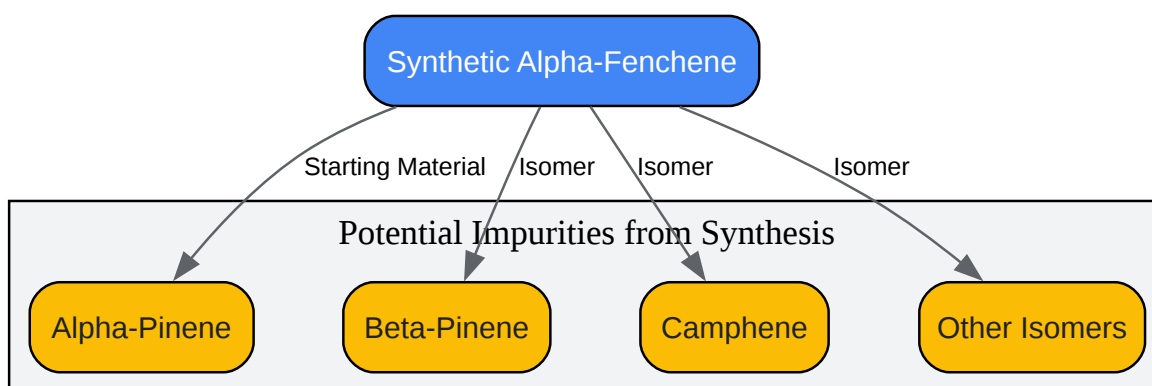 Synthetic Alpha-Fenchene
Starting Material
Isomer
Isomer
Isomer
Potential Impurities from Synthesis
Alpha-Pinene
Beta-Pinene
Camphene
Other Isomers